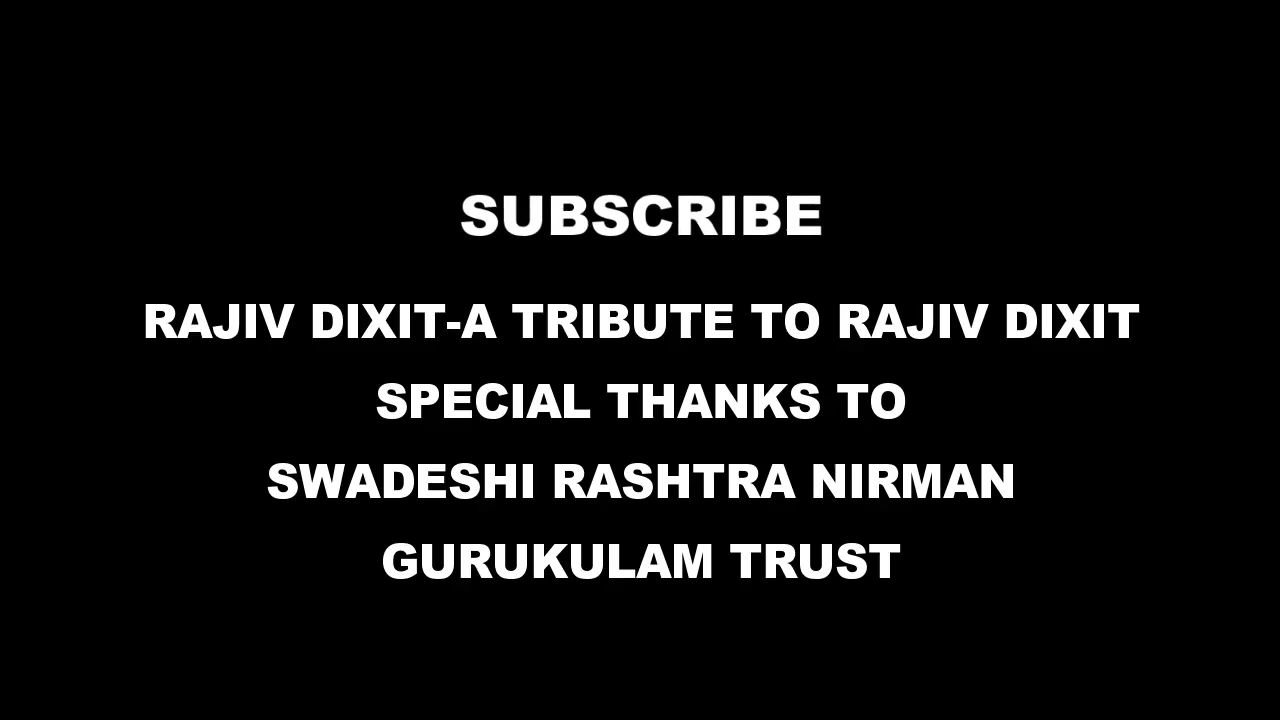 SUBSCRIBE
RAJIV DIXIT-A TRIBUTE TO RAJIV DIXIT
SPECIAL THANKS TO
SWADESHI RASHTRA NIRMAN
GURUKULAM TRUST